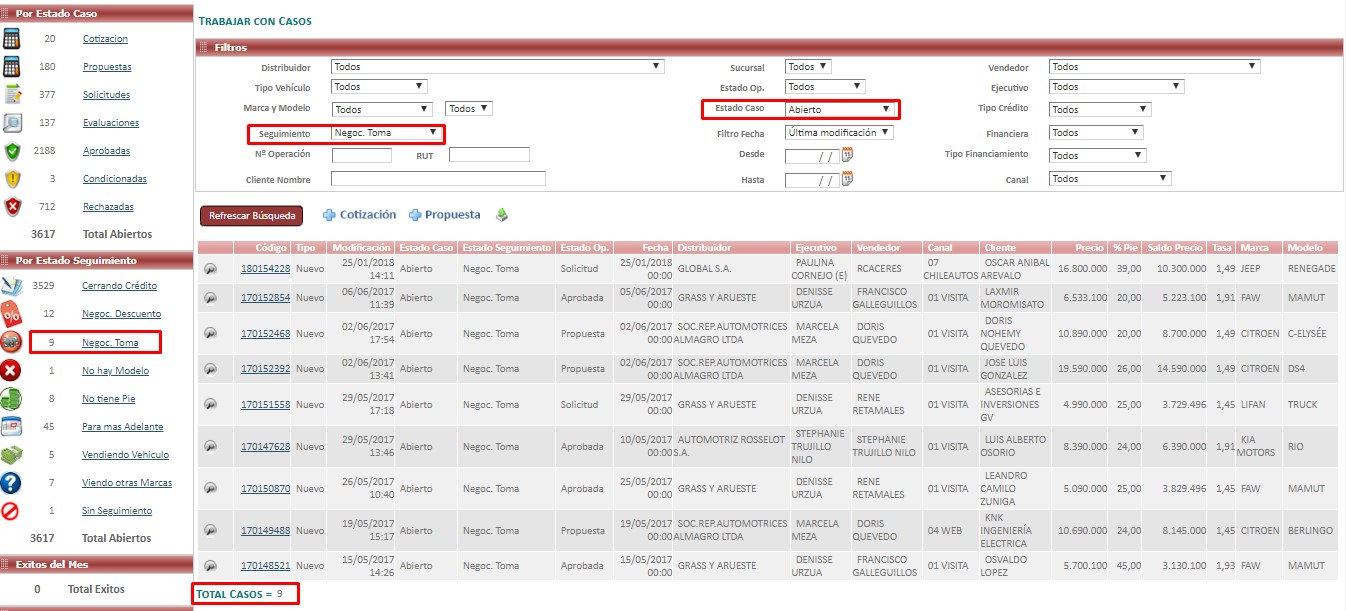 Por Estado Caso
20 Cotizacion
180 Propuestas
377 Solicitudes
137 Evaluaciones
2188 Aprobadas
3 Condicionadas
712 Rechazadas
3617 Total Abiertos
Por Estado Seguimiento
3529 Cerrando Crédito
12 Negoc. Descuento
9 Negoc. Toma
1 No hay Modelo
8 No tiene Pie
45 Para mas Adelante
5 Vendiendo Vehiculo
7 Viendo otras Marcas
1 Sin Seguimiento
3617 Total Abiertos
Exitos del Mes
0 Total Exitos
TRABAJAR CON CASOS
Filtros
Distribuidor Todos Sucursal Todos Vendedor Todos
Tipo Vehículo Todos Estado Op. Todos Ejecutivo Todos
Marca y Modelo Todos Todos Estado Caso Abierto Tipo Crédito Todos
Seguimiento Negoc. Toma Filtro Fecha Última modificación Financiera Todos
Nº Operación RUT Desde / / Tipo Financiamiento Todos
Cliente Nombre Hasta / / Canal Todos
Refrescar Búsqueda Cotización Propuesta
Código Tipo Modificación Estado Caso Estado Seguimiento Estado Op. Fecha Distribuidor Ejecutivo Vendedor Canal Cliente Precio % Pie Saldo Precio Tasa Marca Modelo
180154228 Nuevo 25/01/2018 14:11 Abierto Negoc. Toma Solicitud 25/01/2018 00:00 GLOBAL S.A. PAULINA CORNEJO (E) RCACERES 07 CHILEAUTOS OSCAR ANIBAL AREVALO 16.800.000 39,00 10.300.000 1,49 JEEP RENEGADE
170152854 Nuevo 06/06/2017 11:39 Abierto Negoc. Toma Aprobada 05/06/2017 00:00 GRASS Y ARUESTE DENISSE URZUA FRANCISCO GALLEGUILLOS 01 VISITA LAXMIR MOROMISATO 6.533.100 20,00 5.223.100 1,91 FAW MAMUT
170152468 Nuevo 02/06/2017 17:54 Abierto Negoc. Toma Propuesta 02/06/2017 00:00 SOC.REP.AUTOMOTRICES ALMAGRO LTDA MARCELA MEZA DORIS QUEVEDO 01 VISITA DORIS NOHEMY QUEVEDO 10.890.000 20,00 8.700.000 1,49 CITROEN C-ELYSÉE
170152392 Nuevo 02/06/2017 13:41 Abierto Negoc. Toma Propuesta 02/06/2017 00:00 SOC.REP.AUTOMOTRICES ALMAGRO LTDA MARCELA MEZA DORIS QUEVEDO 01 VISITA JOSE LUIS GONZALEZ 19.590.000 26,00 14.590.000 1,49 CITROEN DS4
170151558 Nuevo 29/05/2017 17:18 Abierto Negoc. Toma Solicitud 29/05/2017 00:00 GRASS Y ARUESTE DENISSE URZUA RENE RETAMALES 01 VISITA ASESORIAS E INVERSIONES GV 4.990.000 25,00 3.729.496 1,45 LIFAN TRUCK
170147628 Nuevo 29/05/2017 13:46 Abierto Negoc. Toma Aprobada 10/05/2017 00:00 AUTOMOTRIZ ROSSELOT S.A. STEPHANIE TRUJILLO NILO STEPHANIE TRUJILLO NILO 01 VISITA LUIS ALBERTO OSORIO 8.390.000 24,00 6.390.000 1,91 KIA MOTORS RIO
170150870 Nuevo 26/05/2017 10:40 Abierto Negoc. Toma Aprobada 25/05/2017 00:00 GRASS Y ARUESTE DENISSE URZUA RENE RETAMALES 01 VISITA LEANDRO CAMILO ZUNIGA 5.090.000 25,00 3.829.496 1,45 FAW MAMUT
170149488 Nuevo 19/05/2017 15:17 Abierto Negoc. Toma Propuesta 19/05/2017 00:00 SOC.REP.AUTOMOTRICES ALMAGRO LTDA MARCELA MEZA DORIS QUEVEDO 04 WEB KNK INGENIERÍA ELECTRICA 10.690.000 24,00 8.145.000 1,45 CITROEN BERLINGO
170148521 Nuevo 15/05/2017 14:26 Abierto Negoc. Toma Aprobada 15/05/2017 00:00 GRASS Y ARUESTE DENISSE URZUA FRANCISCO GALLEGUILLOS 01 VISITA OSVALDO LOPEZ 5.700.100 45,00 3.130.100 1,93 FAW MAMUT
TOTAL CASOS = 9